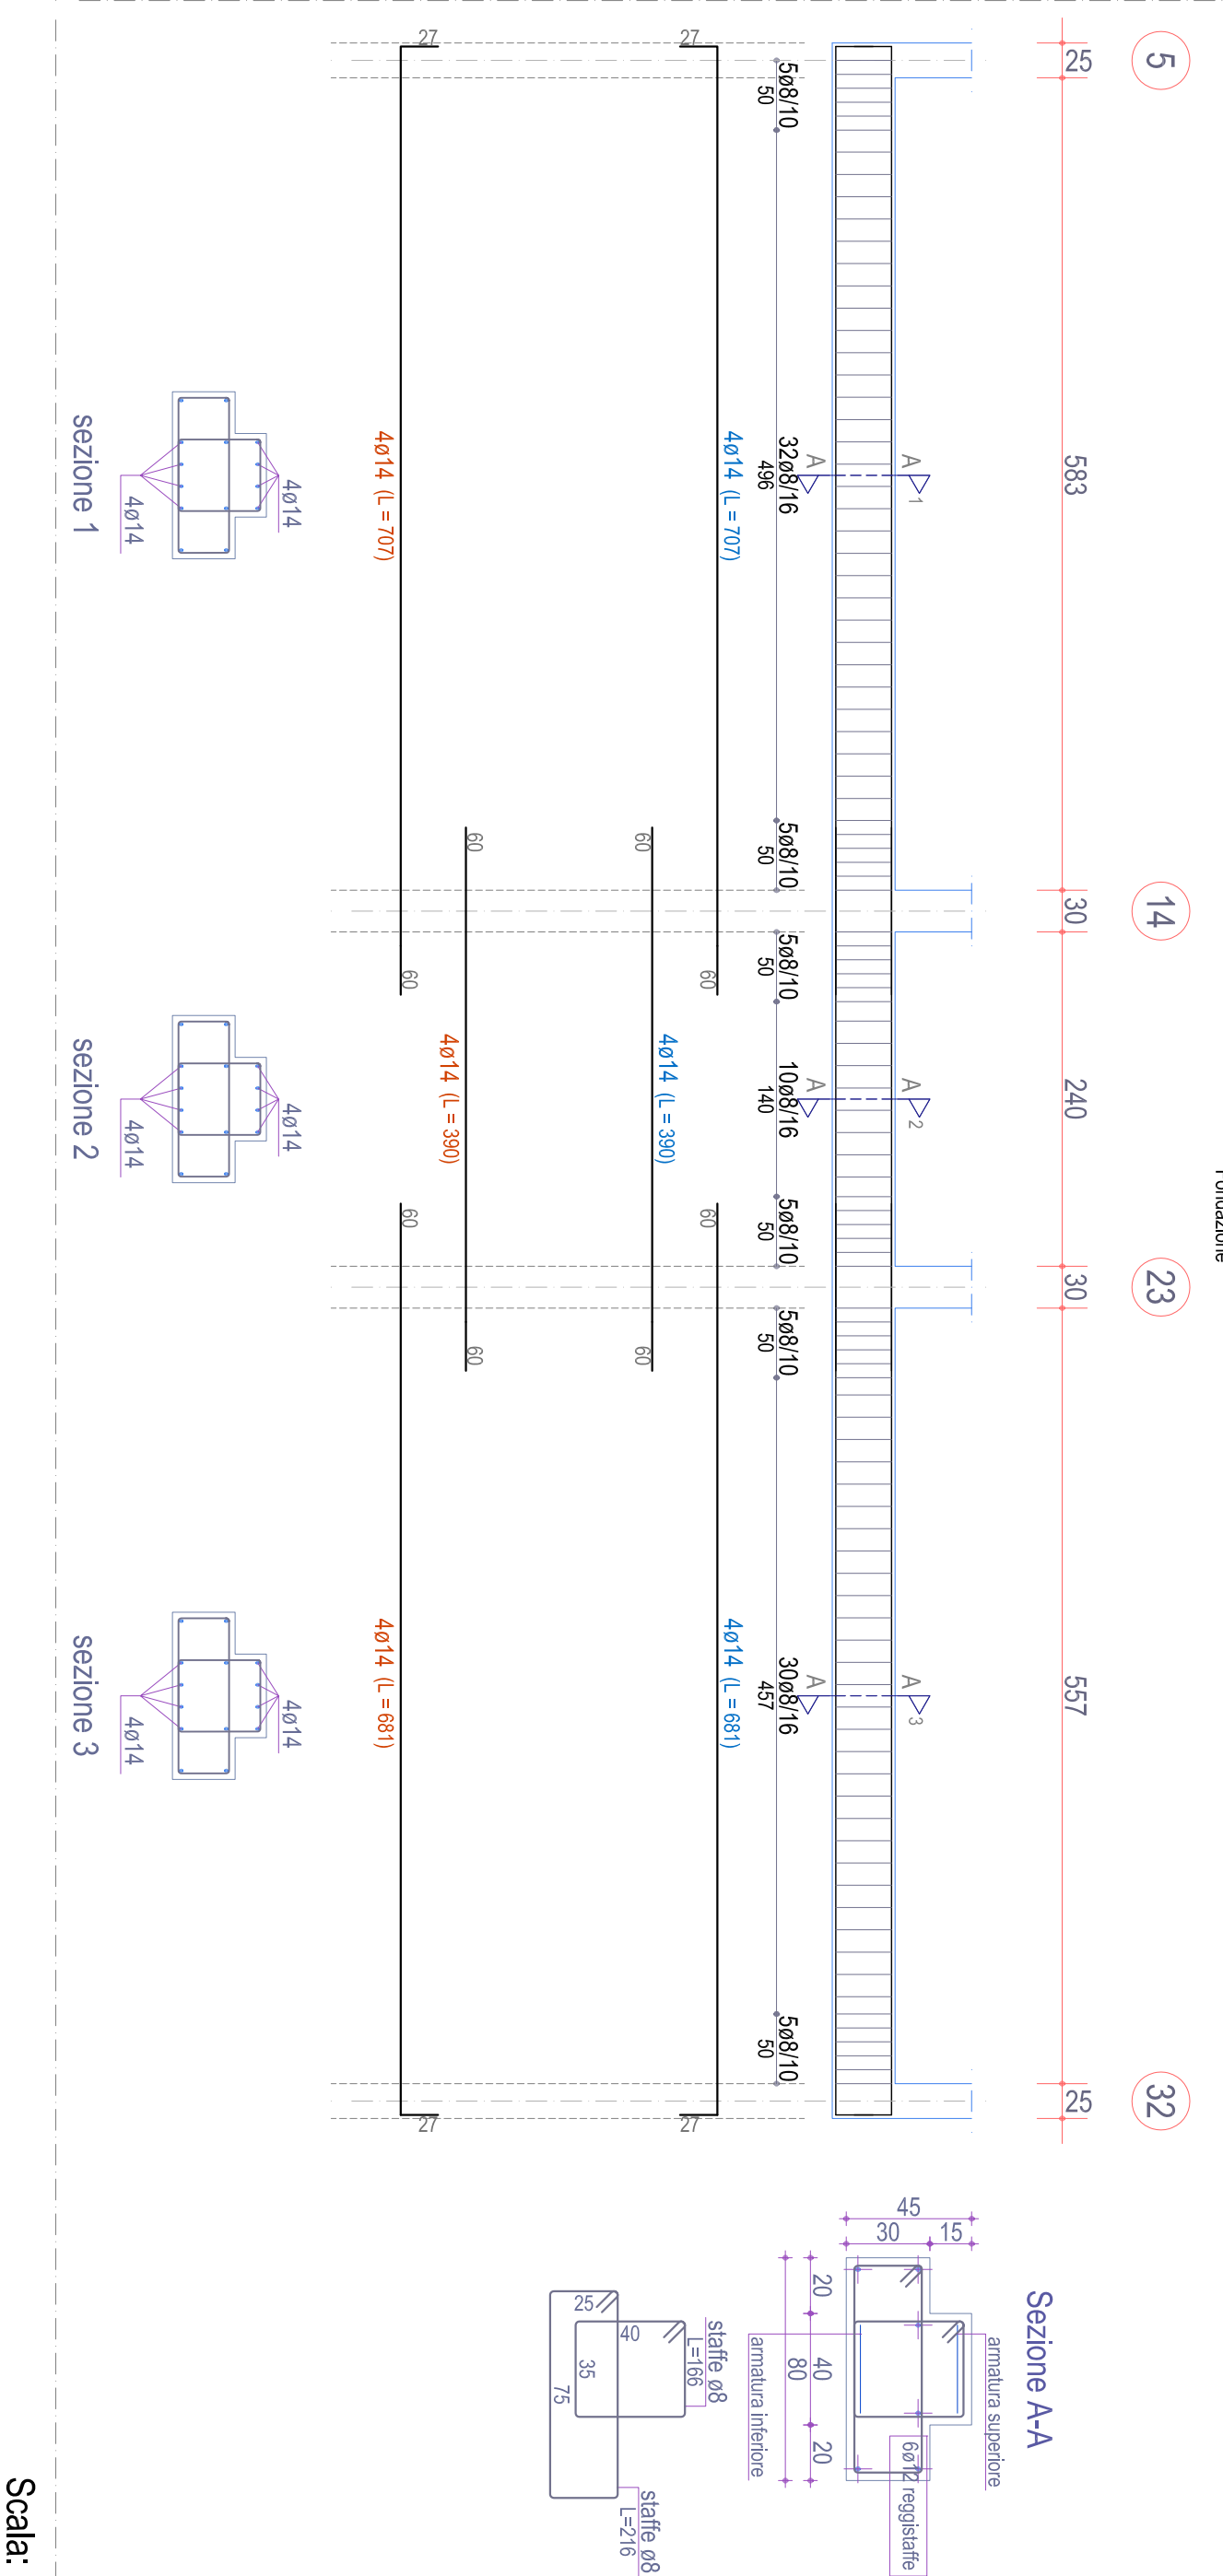 Fondazione
5
14
23
32
25
583
30
240
30
557
25
A
1
A
2
A
3
A
A
A
5ø8/10
50
32ø8/16
496
5ø8/10
50
5ø8/10
50
10ø8/16
140
5ø8/10
50
5ø8/10
50
30ø8/16
457
5ø8/10
50
27
4ø14 (L = 707)
60
60
4ø14 (L = 681)
27
60
4ø14 (L = 390)
60
60
4ø14 (L = 390)
60
27
4ø14 (L = 707)
60
60
4ø14 (L = 681)
27
4ø14
4ø14
sezione 1
4ø14
4ø14
sezione 2
4ø14
4ø14
sezione 3
Sezione A-A
armatura superiore
45
30
15
6ø12 reggistaffe
20
40
20
80
armatura inferiore
staffe ø8
L=166
40
25
35
75
staffe ø8
L=216
Scala: